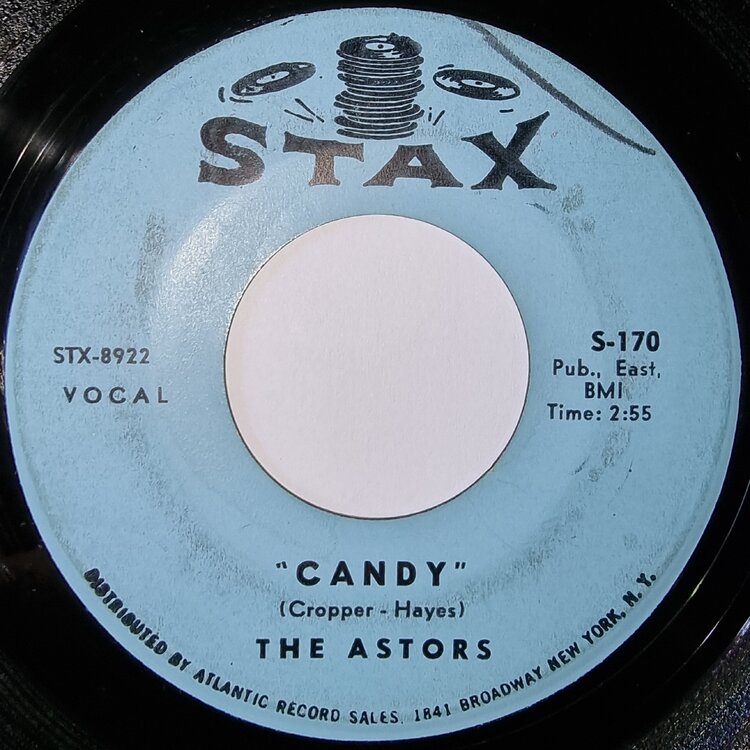 STAX
STX-8922
VOCAL
S-170
Pub., East,
BMI
Time: 2:55
"CANDY"
(Cropper - Hayes)
THE ASTORS
DISTRIBUTED BY ATLANTIC RECORD SALES, 1841 BROADWAY NEW YORK, N. Y.